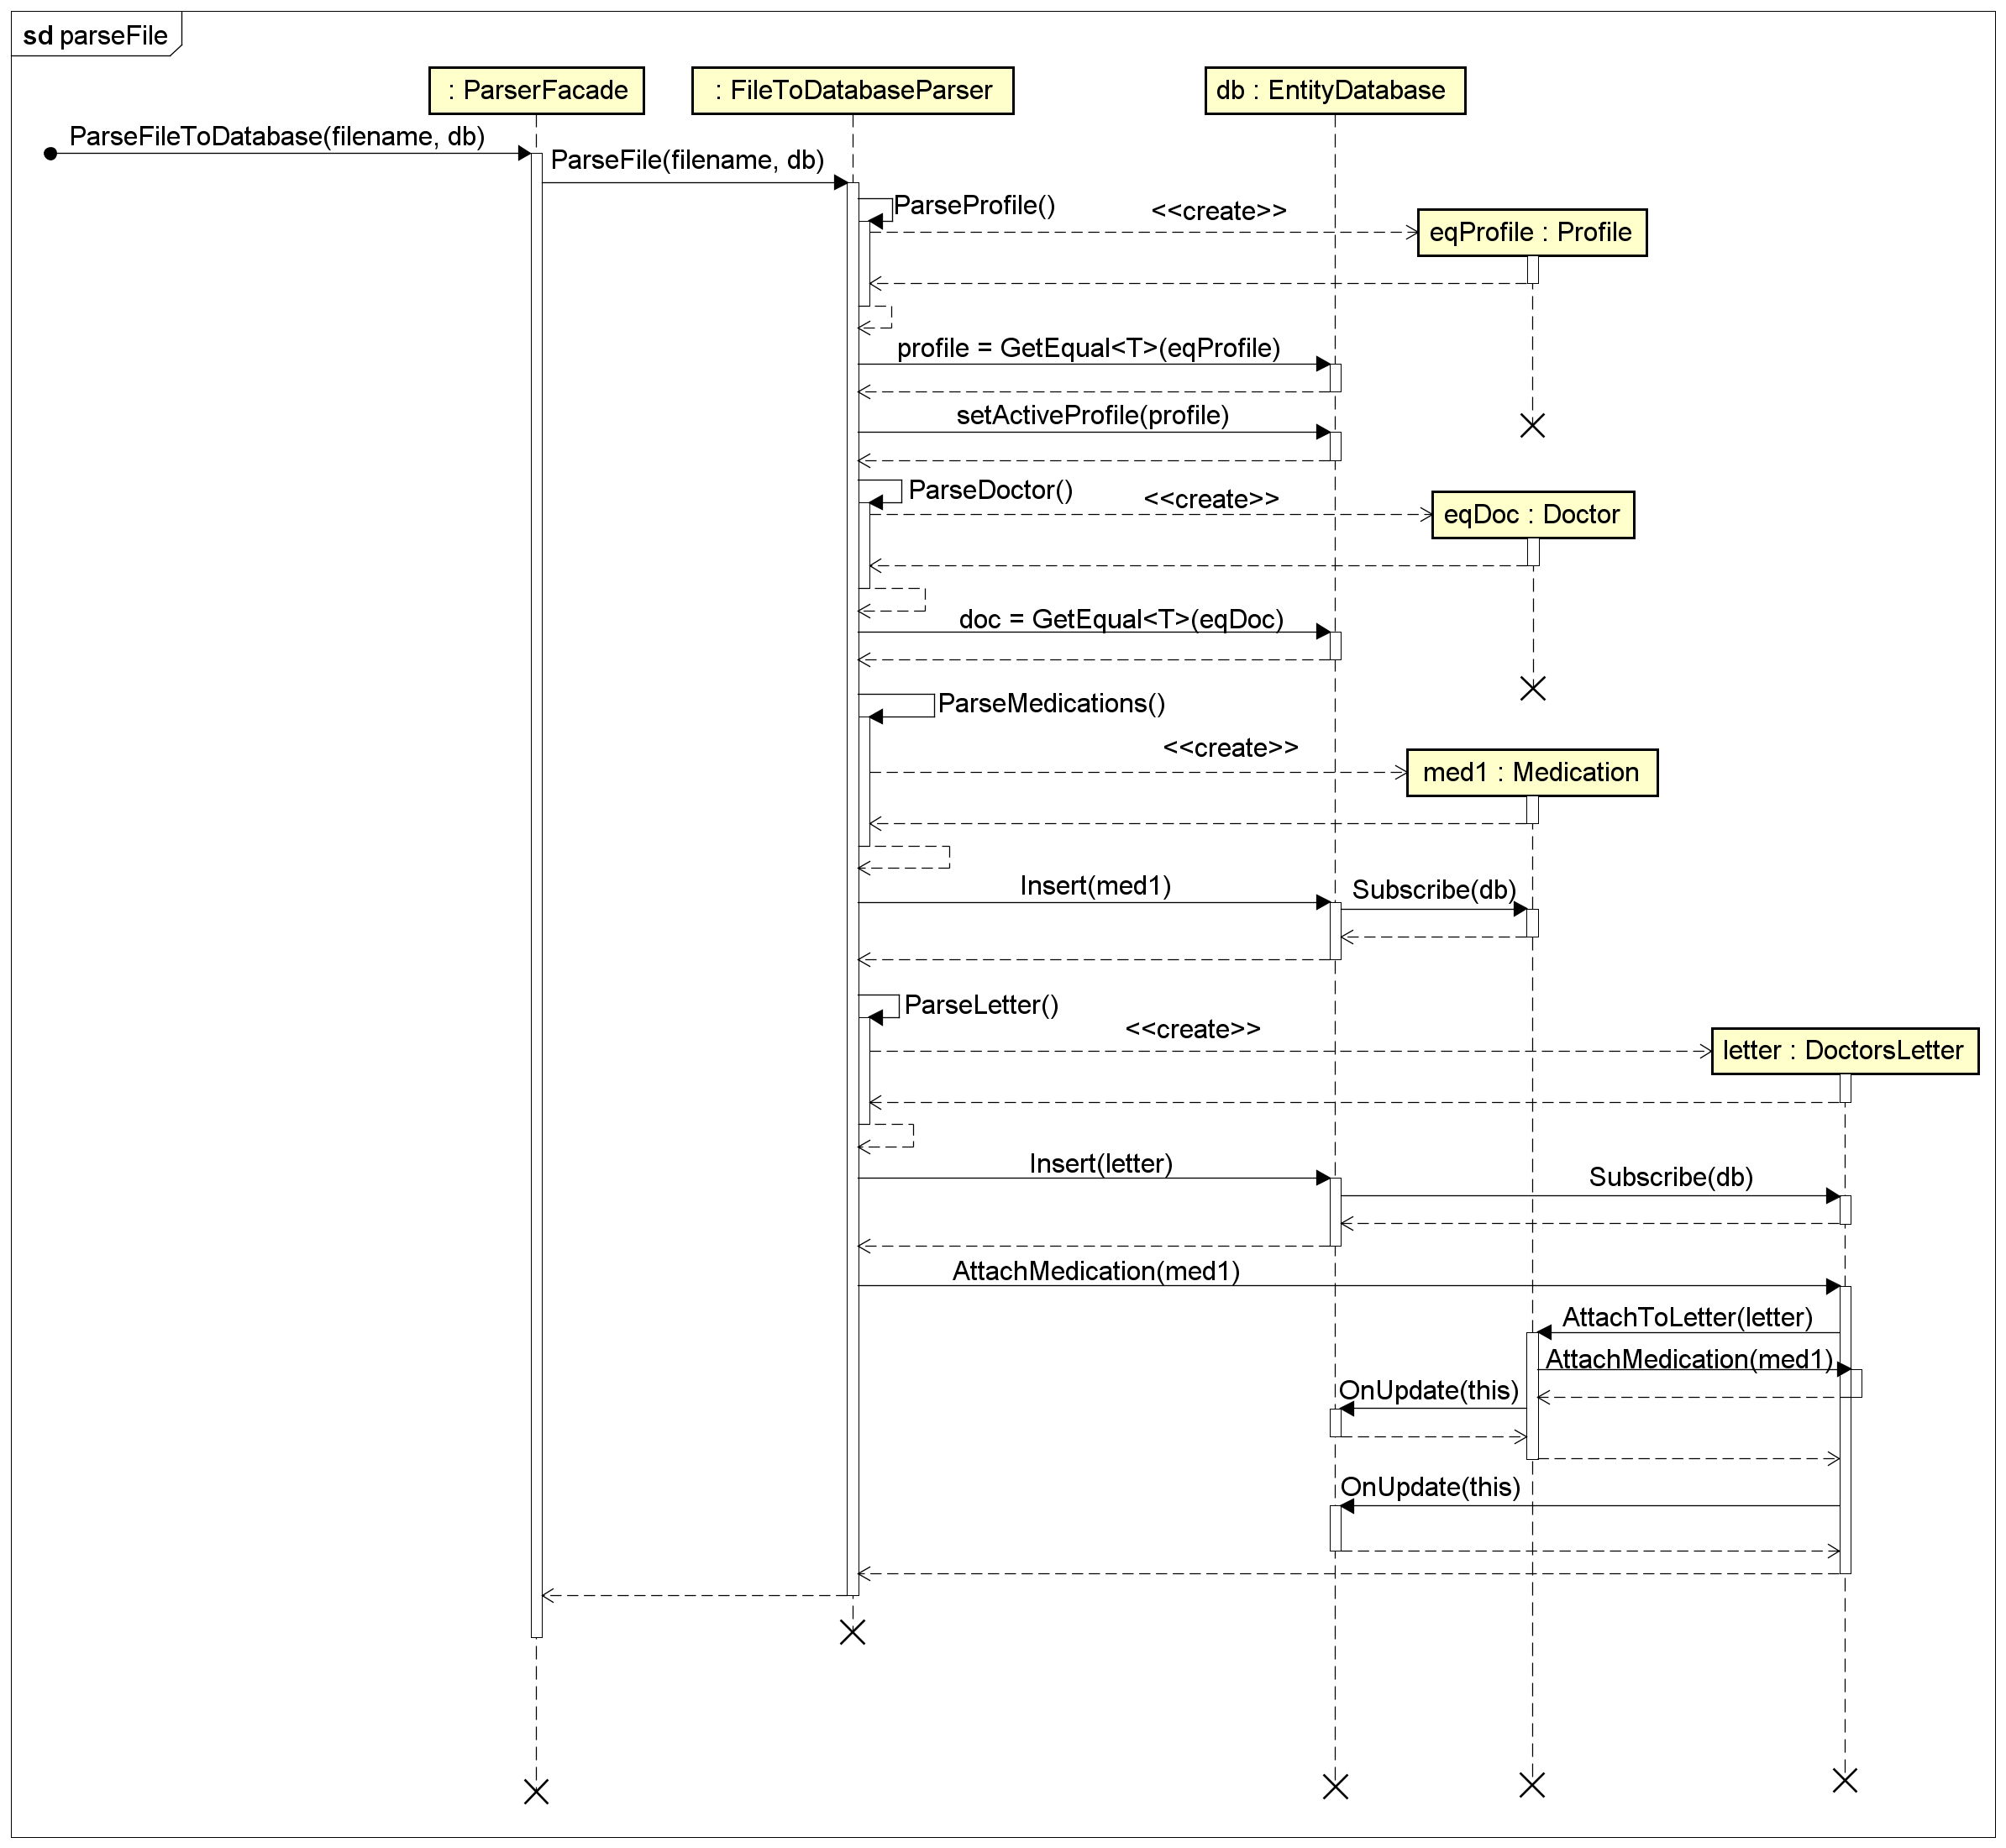 sd parseFile
: ParserFacade
: FileToDatabaseParser
db : EntityDatabase
ParseFileToDatabase(filename, db)
ParseFile(filename, db)
ParseProfile()
<<create>>
eqProfile : Profile
profile = GetEqual<T>(eqProfile)
setActiveProfile(profile)
ParseDoctor()
<<create>>
eqDoc : Doctor
doc = GetEqual<T>(eqDoc)
ParseMedications()
<<create>>
med1 : Medication
Insert(med1)
Subscribe(db)
ParseLetter()
<<create>>
letter : DoctorsLetter
Insert(letter)
Subscribe(db)
AttachMedication(med1)
AttachToLetter(letter)
AttachMedication(med1)
OnUpdate(this)
OnUpdate(this)